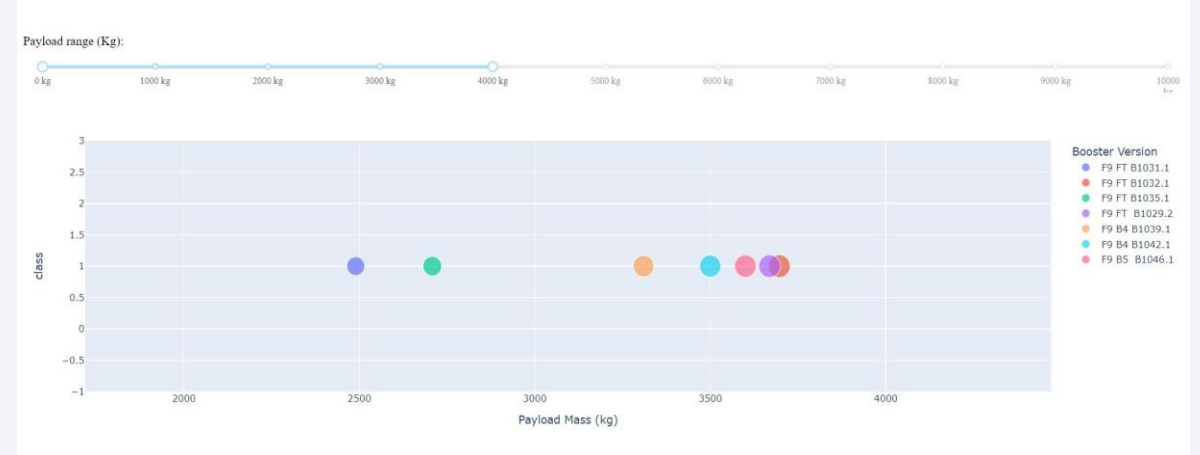 Payload range (Kg):
0 kg 1000 kg 2000 kg 3000 kg 4000 kg 5000 kg 6000 kg 7000 kg 8000 kg 9000 kg 10000
3
2.5
2
1.5
1
0.5
0
−0.5
−1
class
2000 2500 3000 3500 4000
Payload Mass (kg)
Booster Version
F9 FT B1031.1
F9 FT B1032.1
F9 FT B1035.1
F9 FT  B1029.2
F9 B4 B1039.1
F9 B4 B1042.1
F9 B5  B1046.1